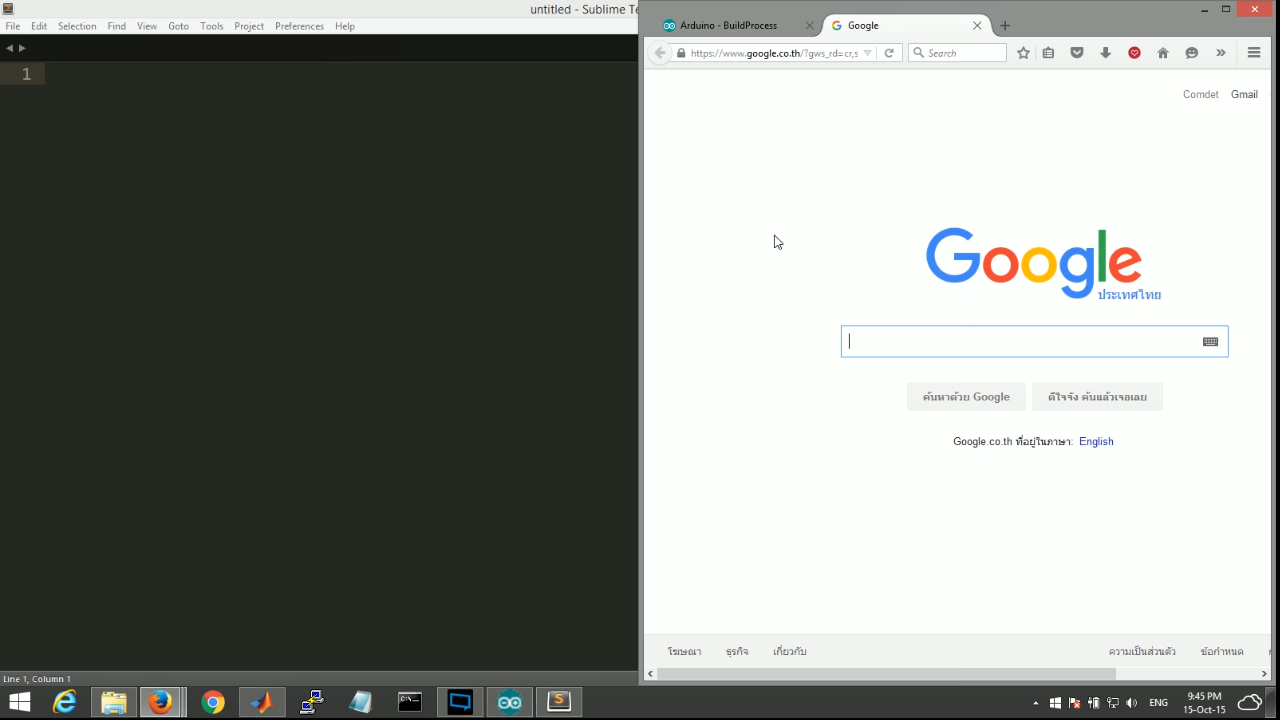 untitled - Sublime Te
File Edit Selection Find View Goto Tools Project Preferences Help
1
Line 1, Column 1
Arduino - BuildProcess
Google
https://www.google.co.th/?gws_rd=cr,s
Search
Comdet Gmail
Google
ประเทศไทย
ค้นหาด้วย Google
ดีใจจัง ค้นแล้วเจอเลย
Google.co.th ที่อยู่ในภาษา: English
โฆษณา ธุรกิจ เกี่ยวกับ ความเป็นส่วนตัว ข้อกำหนด
ENG
9:45 PM
15-Oct-15